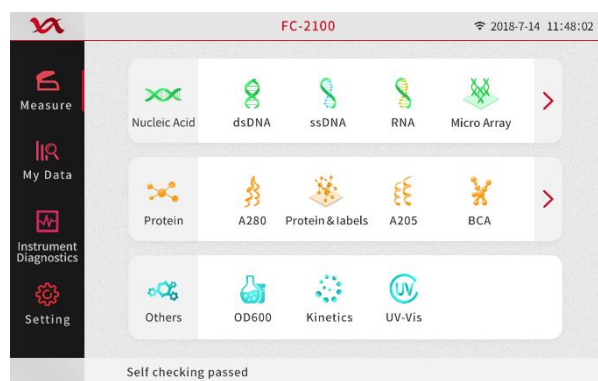 FC-2100
2018-7-14 11:48:02
Measure
My Data
Instrument
Diagnostics
Setting
Nucleic Acid
dsDNA
ssDNA
RNA
Micro Array
Protein
A280
Protein & labels
A205
BCA
Others
OD600
Kinetics
UV
UV-Vis
Self checking passed